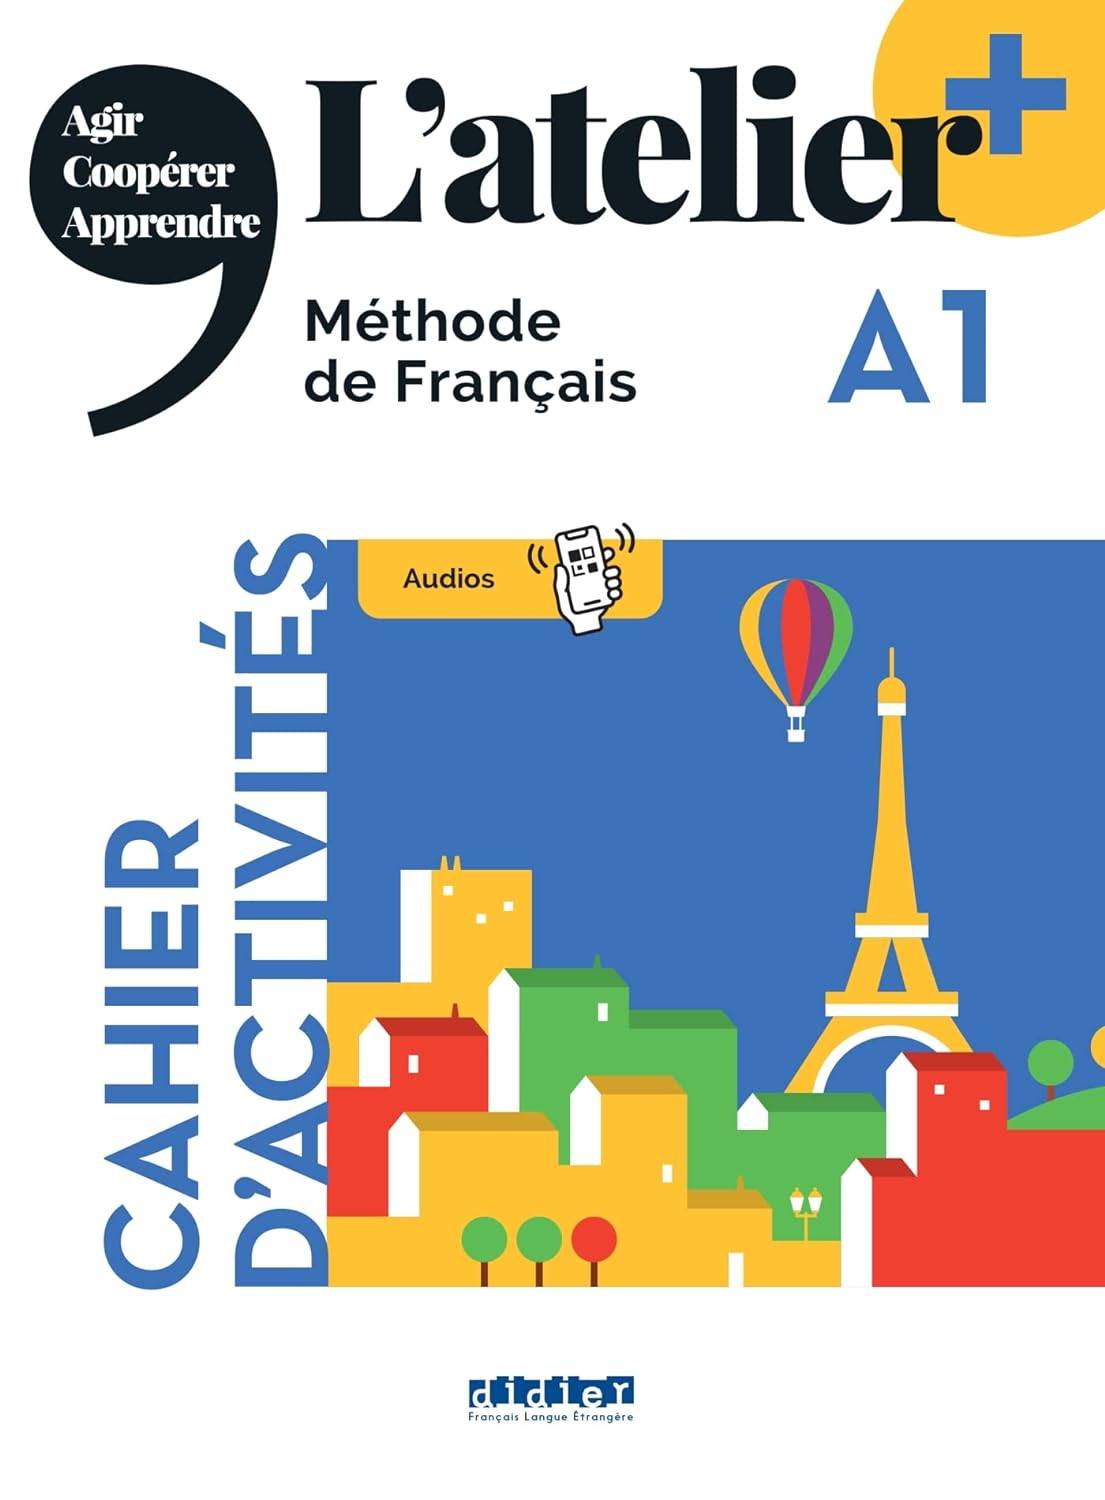 Agir
Coopérer
Apprendre
L'atelier+
Méthode
de Français
A1
CAHIER
D'ACTIVITÉS
Audios
didier
Français Langue Étrangère